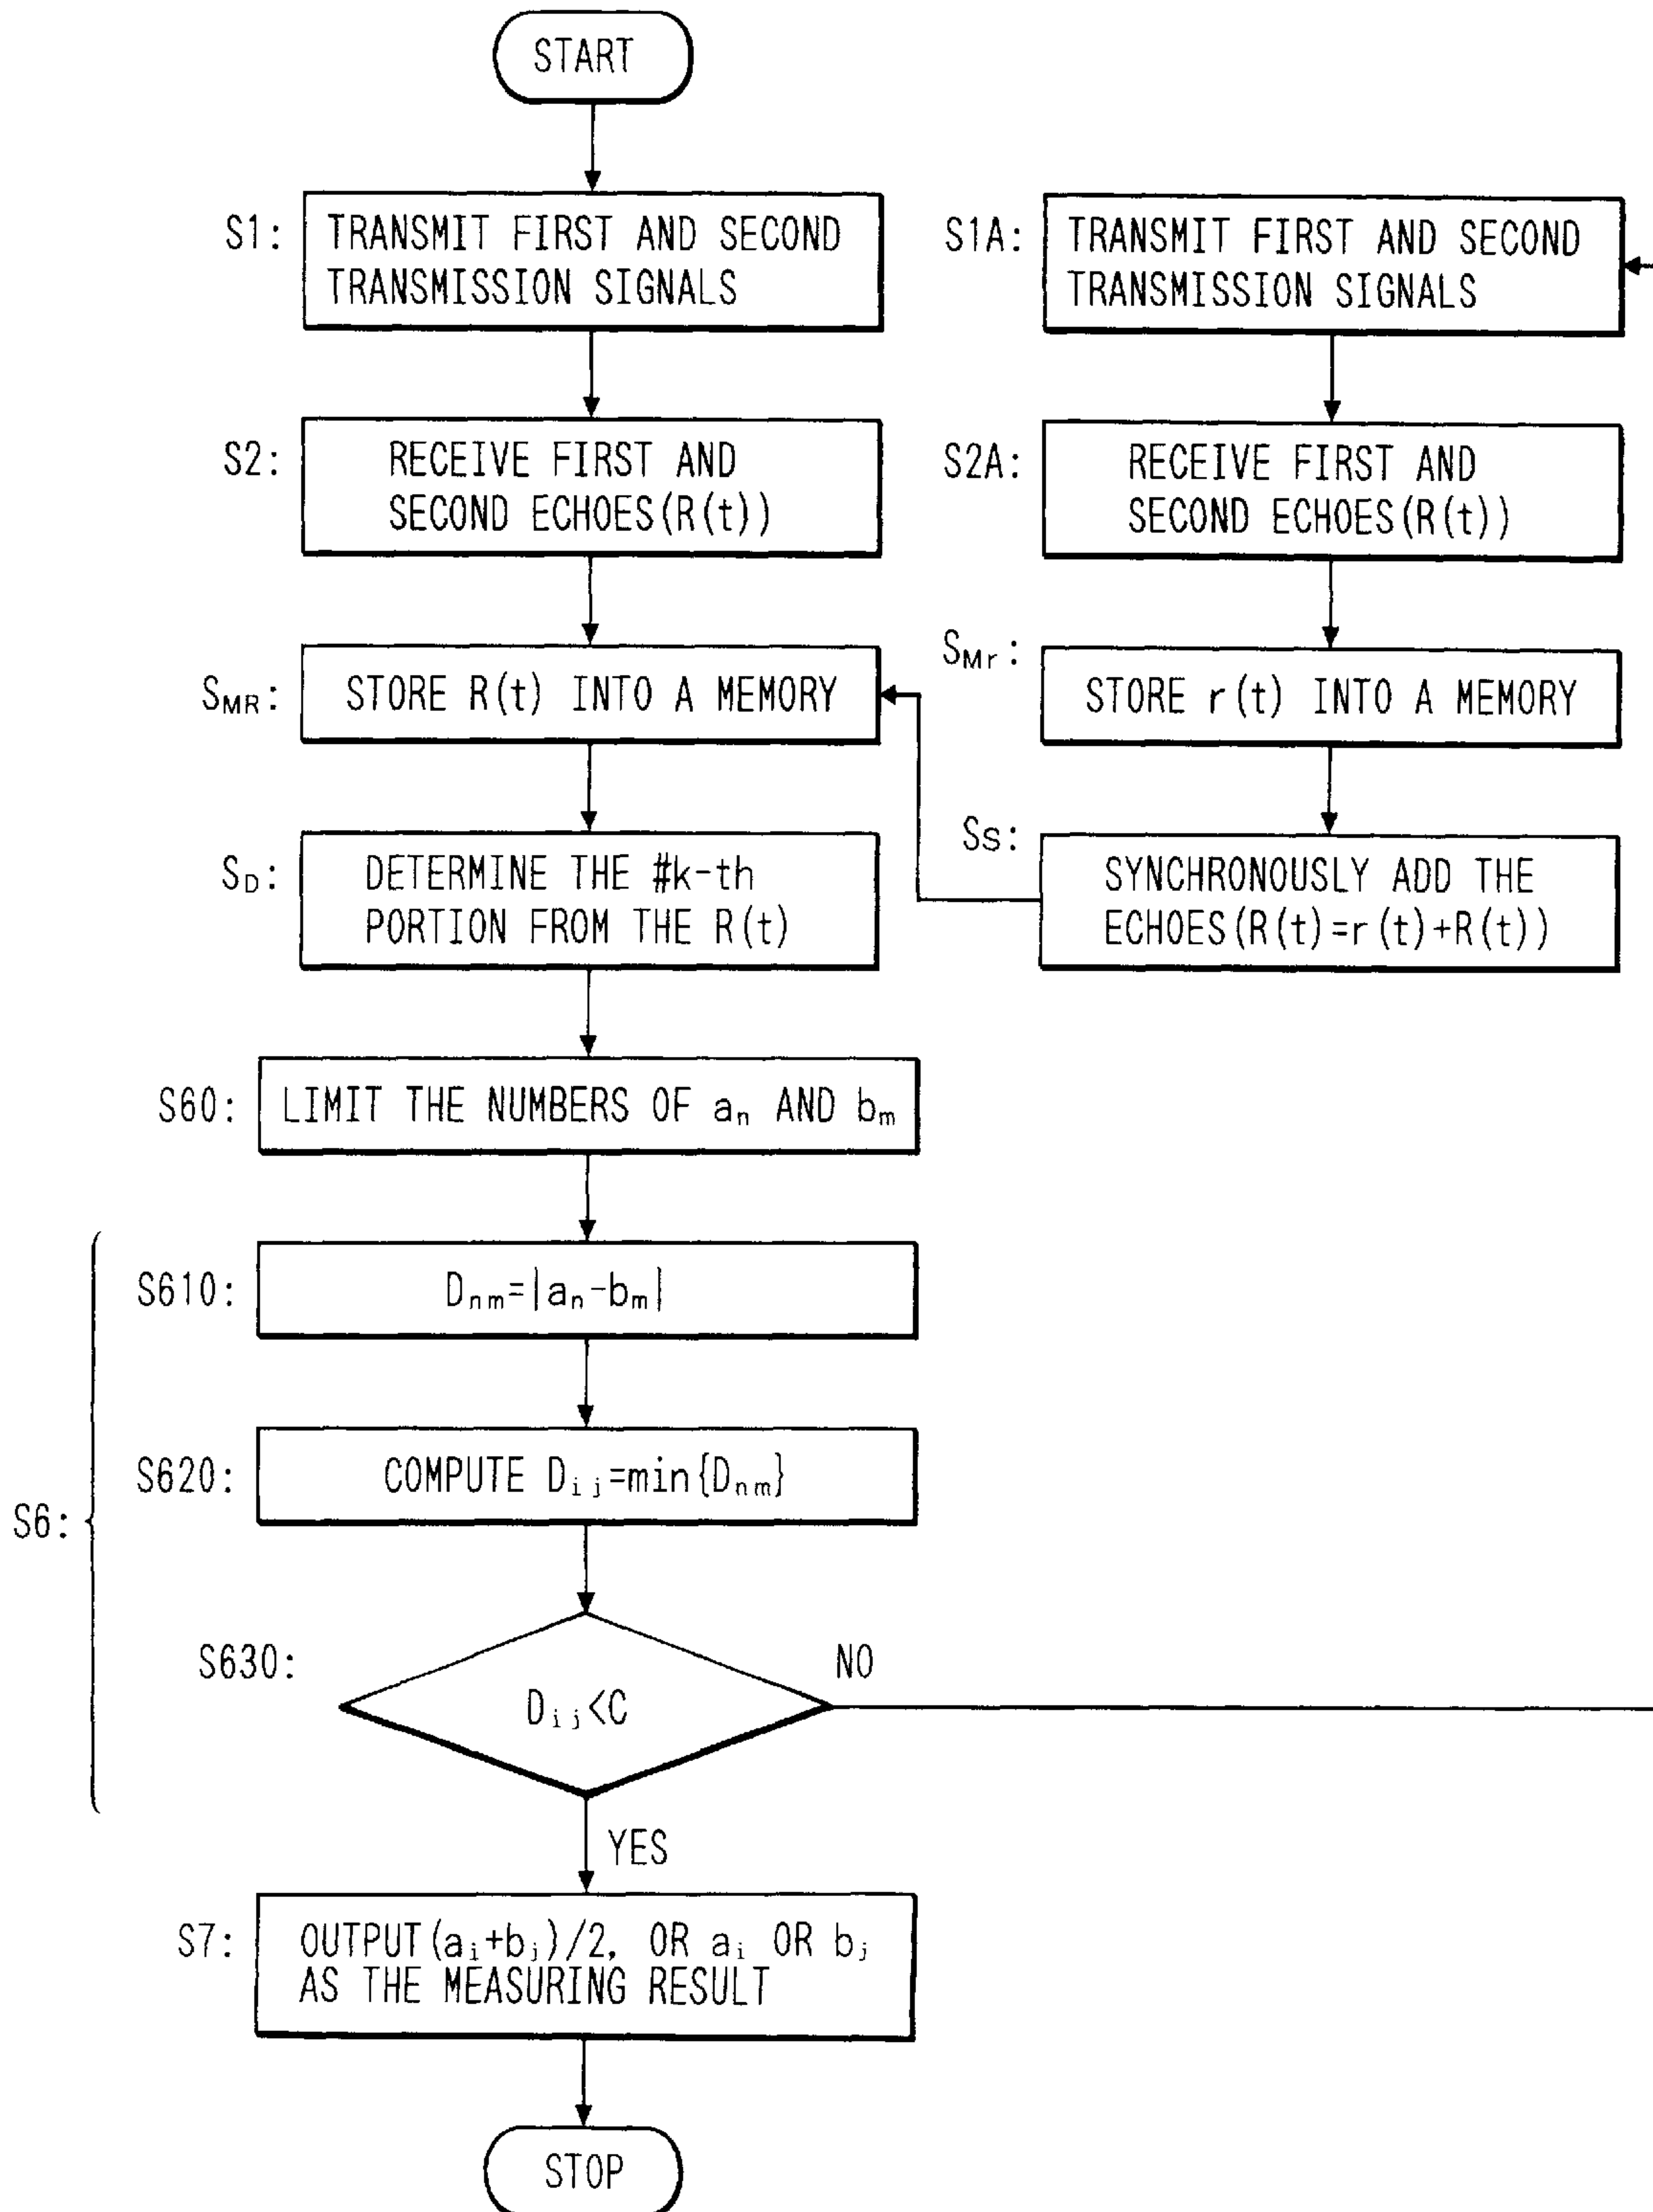 START
S1: TRANSMIT FIRST AND SECOND
TRANSMISSION SIGNALS
S2: RECEIVE FIRST AND
SECOND ECHOES(R(t))
SMR: STORE R(t) INTO A MEMORY
SD: DETERMINE THE #k-th
PORTION FROM THE R(t)
S1A: TRANSMIT FIRST AND SECOND
TRANSMISSION SIGNALS
S2A: RECEIVE FIRST AND
SECOND ECHOES(R(t))
SMr: STORE r(t) INTO A MEMORY
SS: SYNCHRONOUSLY ADD THE
ECHOES(R(t)=r(t)+R(t))
S60: LIMIT THE NUMBERS OF an AND bm
S6:
S610: Dnm=|an-bm|
S620: COMPUTE Dij=min{Dnm}
S630: Dij<C
NO
YES
S7: OUTPUT(ai+bj)/2, OR ai OR bj
AS THE MEASURING RESULT
STOP